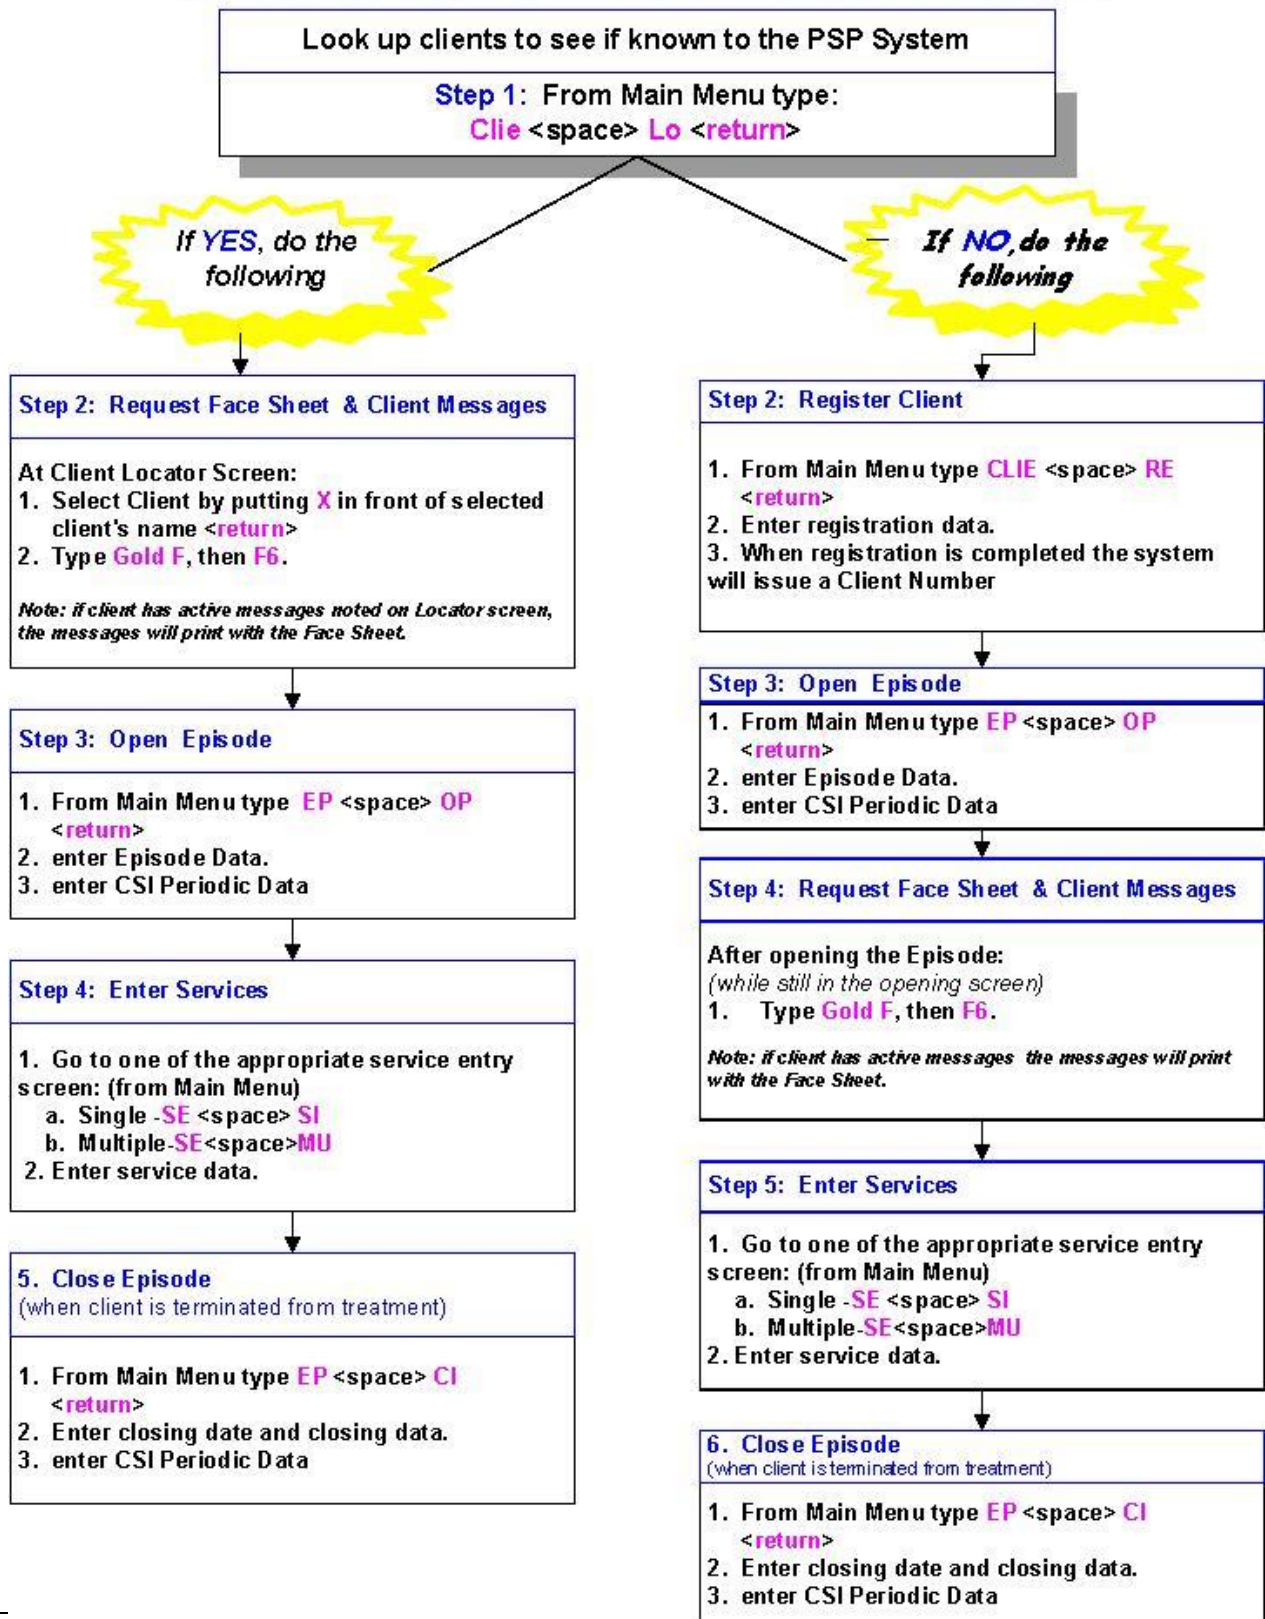 Look up clients to see if known to the PSP System
Step 1: From Main Menu type:
Clie <space> Lo <return>
If YES, do the
following
If NO, do the
following
Step 2: Request Face Sheet & Client Messages
At Client Locator Screen:
1. Select Client by putting X in front of selected
client's name <return>
2. Type Gold F, then F6.
Note: if client has active messages noted on Locator screen,
the messages will print with the Face Sheet.
Step 3: Open Episode
1. From Main Menu type EP <space> OP
<return>
2. enter Episode Data.
3. enter CSI Periodic Data
Step 4: Enter Services
1. Go to one of the appropriate service entry
screen: (from Main Menu)
a. Single -SE <space> SI
b. Multiple-SE<space>MU
2. Enter service data.
5. Close Episode
(when client is terminated from treatment)
1. From Main Menu type EP <space> Cl
<return>
2. Enter closing date and closing data.
3. enter CSI Periodic Data
Step 2: Register Client
1. From Main Menu type CLIE <space> RE
<return>
2. Enter registration data.
3. When registration is completed the system
will issue a Client Number
Step 3: Open Episode
1. From Main Menu type EP <space> OP
<return>
2. enter Episode Data.
3. enter CSI Periodic Data
Step 4: Request Face Sheet & Client Messages
After opening the Episode:
(while still in the opening screen)
1. Type Gold F, then F6.
Note: if client has active messages the messages will print
with the Face Sheet.
Step 5: Enter Services
1. Go to one of the appropriate service entry
screen: (from Main Menu)
a. Single -SE <space> SI
b. Multiple-SE<space>MU
2. Enter service data.
6. Close Episode
(when client is terminated from treatment)
1. From Main Menu type EP <space> Cl
<return>
2. Enter closing date and closing data.
3. enter CSI Periodic Data